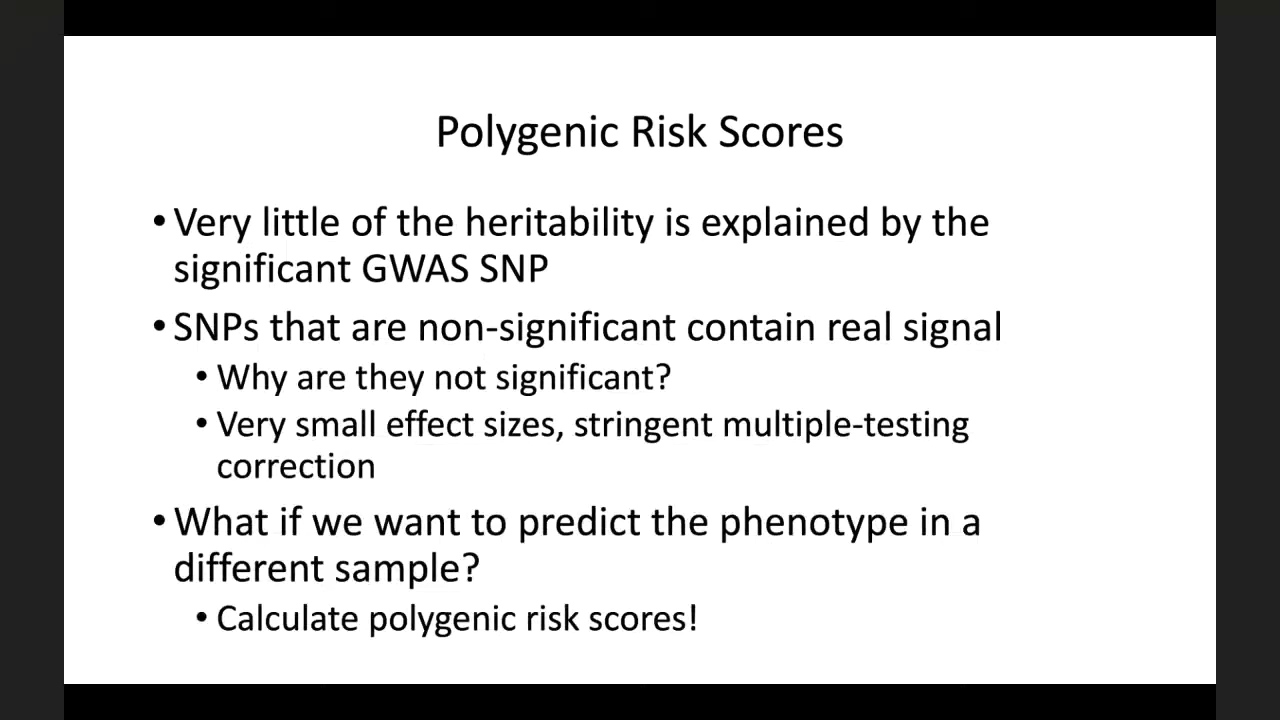 Polygenic Risk Scores
•Very little of the heritability is explained by the
significant GWAS SNP
•SNPs that are non-significant contain real signal
•Why are they not significant?
•Very small effect sizes, stringent multiple-testing
correction
•What if we want to predict the phenotype in a
different sample?
•Calculate polygenic risk scores!